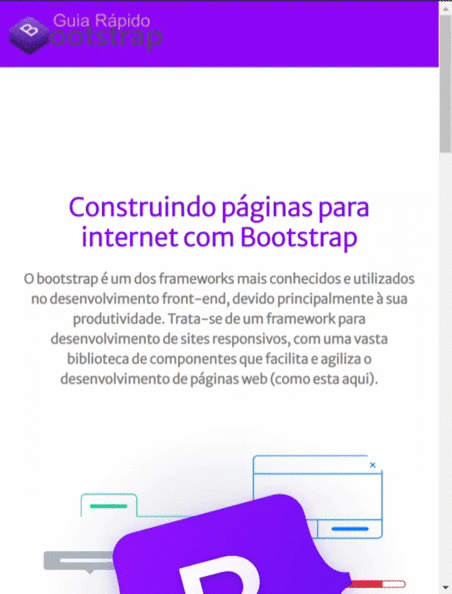 Guia Rápido
Bootstrap
Construindo páginas para
internet com Bootstrap
O bootstrap é um dos frameworks mais conhecidos e utilizados
no desenvolvimento front-end, devido principalmente à sua
produtividade. Trata-se de um framework para
desenvolvimento de sites responsivos, com uma vasta
biblioteca de componentes que facilita e agiliza o
desenvolvimento de páginas web (como esta aqui).
B